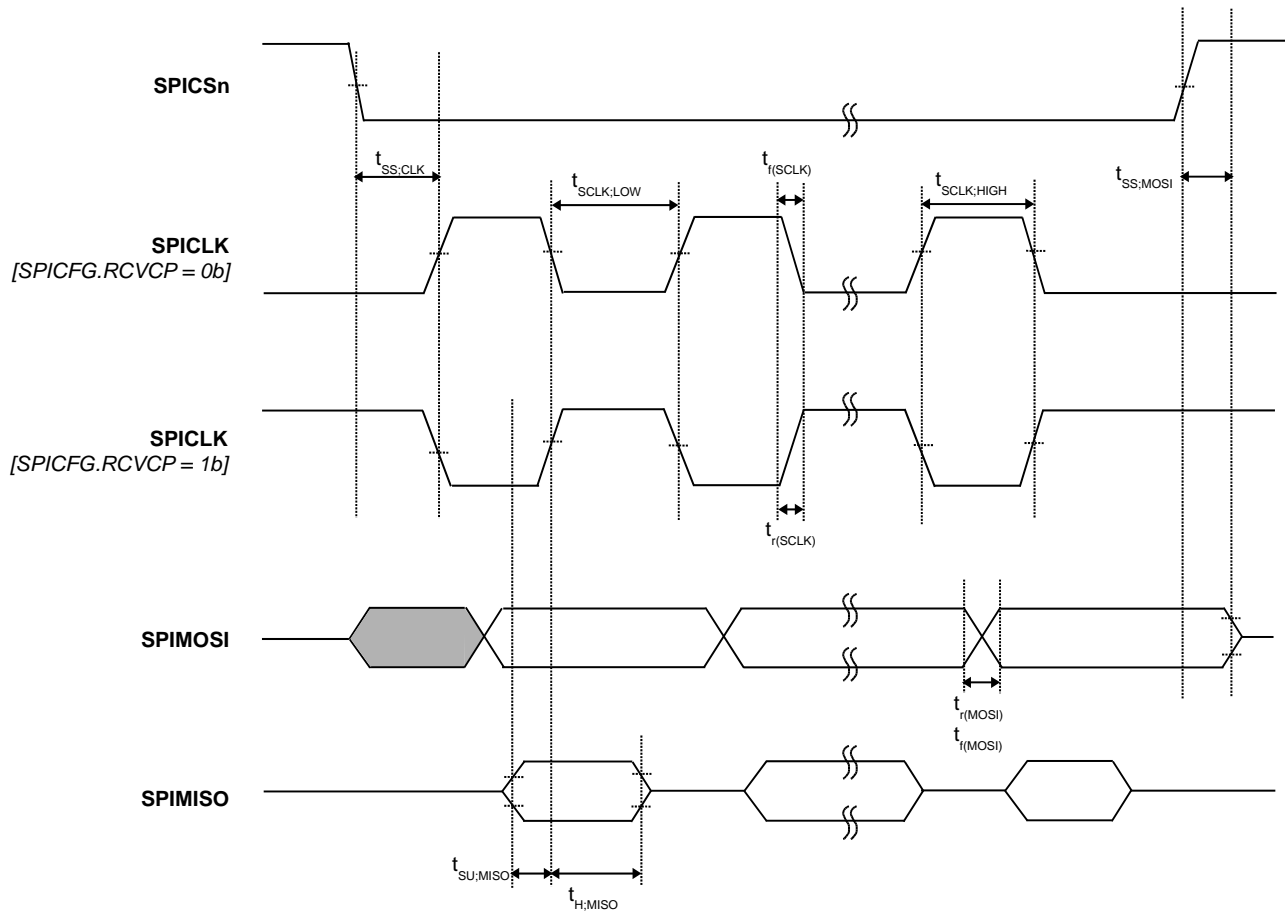 SPICSn
t_SS;CLK
t_SCLK;LOW
t_f(SCLK)
t_SCLK;HIGH
t_SS;MOSI
SPICLK
[SPICFG.RCVCP = 0b]
SPICLK
[SPICFG.RCVCP = 1b]
t_r(SCLK)
SPIMOSI
t_r(MOSI)
t_f(MOSI)
SPIMISO
t_SU;MISO
t_H;MISO